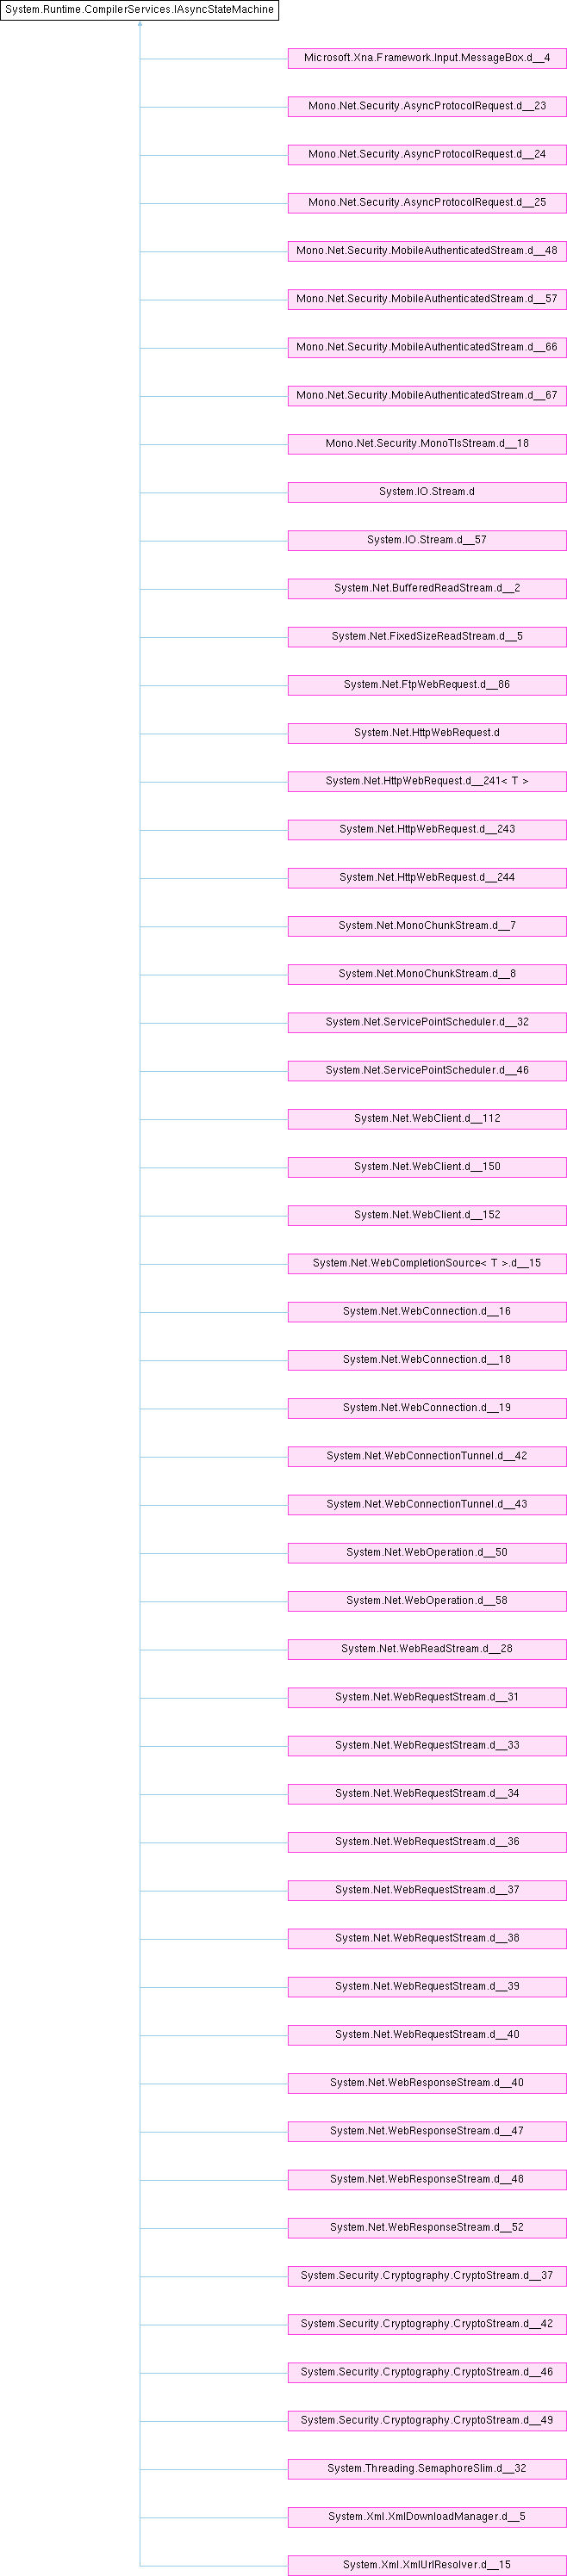 System.Runtime.CompilerServices.IAsyncStateMachine
Microsoft.Xna.Framework.Input.MessageBox.d__4
Mono.Net.Security.AsyncProtocolRequest.d__23
Mono.Net.Security.AsyncProtocolRequest.d__24
Mono.Net.Security.AsyncProtocolRequest.d__25
Mono.Net.Security.MobileAuthenticatedStream.d__48
Mono.Net.Security.MobileAuthenticatedStream.d__57
Mono.Net.Security.MobileAuthenticatedStream.d__66
Mono.Net.Security.MobileAuthenticatedStream.d__67
Mono.Net.Security.MonoTlsStream.d__18
System.IO.Stream.d
System.IO.Stream.d__57
System.Net.BufferedReadStream.d__2
System.Net.FixedSizeReadStream.d__5
System.Net.FtpWebRequest.d__86
System.Net.HttpWebRequest.d
System.Net.HttpWebRequest.d__241< T >
System.Net.HttpWebRequest.d__243
System.Net.HttpWebRequest.d__244
System.Net.MonoChunkStream.d__7
System.Net.MonoChunkStream.d__8
System.Net.ServicePointScheduler.d__32
System.Net.ServicePointScheduler.d__46
System.Net.WebClient.d__112
System.Net.WebClient.d__150
System.Net.WebClient.d__152
System.Net.WebCompletionSource< T >.d__15
System.Net.WebConnection.d__16
System.Net.WebConnection.d__18
System.Net.WebConnection.d__19
System.Net.WebConnectionTunnel.d__42
System.Net.WebConnectionTunnel.d__43
System.Net.WebOperation.d__50
System.Net.WebOperation.d__58
System.Net.WebReadStream.d__28
System.Net.WebRequestStream.d__31
System.Net.WebRequestStream.d__33
System.Net.WebRequestStream.d__34
System.Net.WebRequestStream.d__36
System.Net.WebRequestStream.d__37
System.Net.WebRequestStream.d__38
System.Net.WebRequestStream.d__39
System.Net.WebRequestStream.d__40
System.Net.WebResponseStream.d__40
System.Net.WebResponseStream.d__47
System.Net.WebResponseStream.d__48
System.Net.WebResponseStream.d__52
System.Security.Cryptography.CryptoStream.d__37
System.Security.Cryptography.CryptoStream.d__42
System.Security.Cryptography.CryptoStream.d__46
System.Security.Cryptography.CryptoStream.d__49
System.Threading.SemaphoreSlim.d__32
System.Xml.XmlDownloadManager.d__5
System.Xml.XmlUrlResolver.d__15